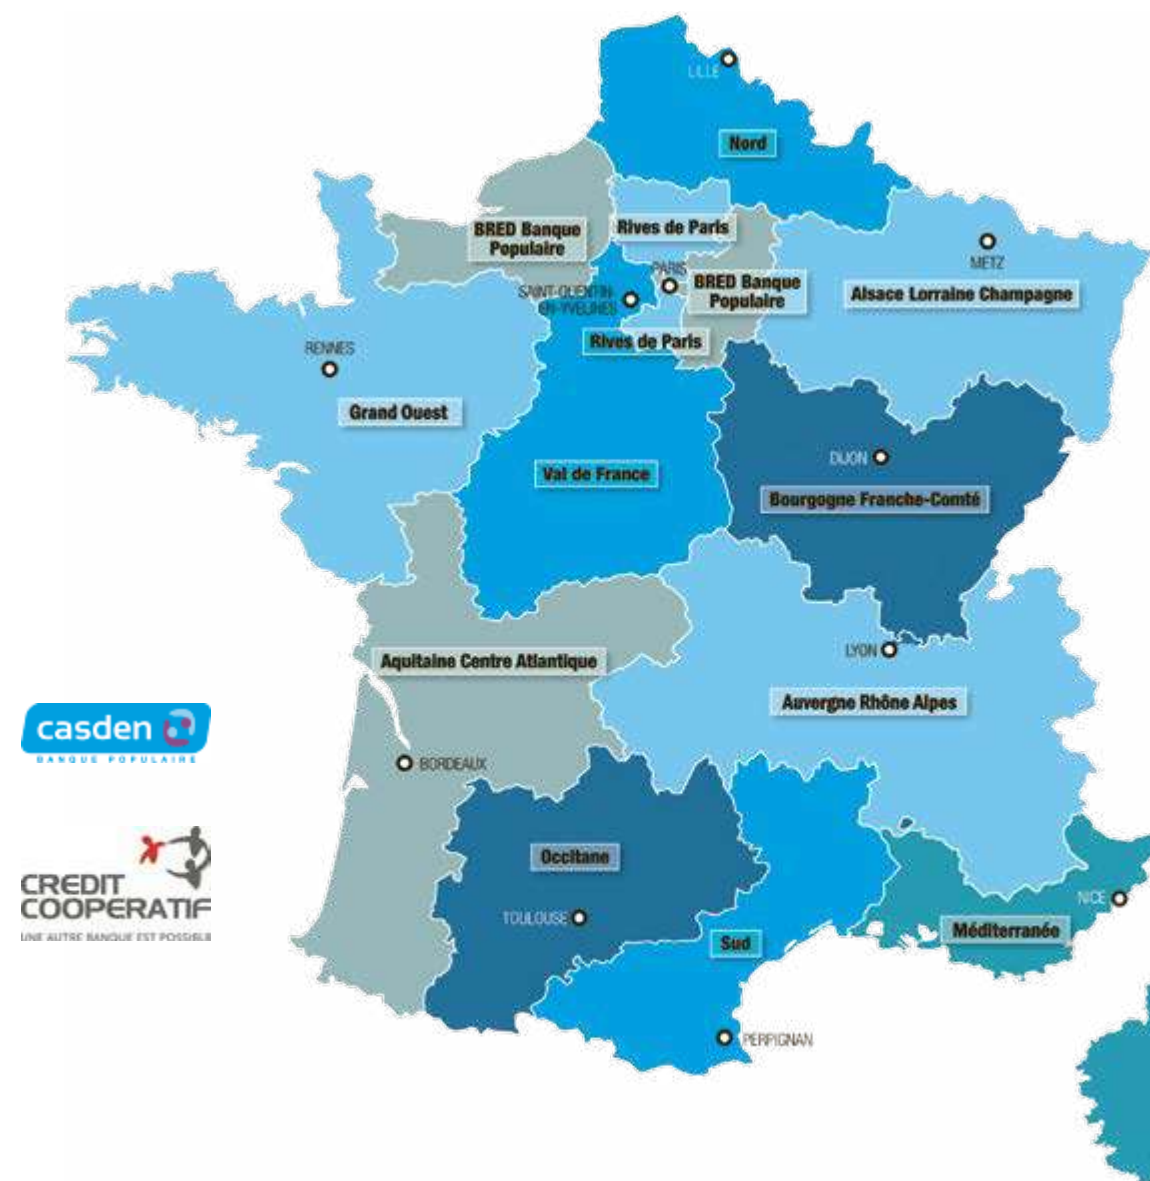 LILLE
Nord
BRED Banque
Populaire
Rives de Paris
PARIS
METZ
SAINT-QUENTIN-
EN-YVELINES
BRED Banque
Populaire
Alsace Lorraine Champagne
Rives de Paris
RENNES
Grand Ouest
DIJON
Val de France
Bourgogne Franche-Comté
LYON
Aquitaine Centre Atlantique
Auvergne Rhône Alpes
casden
BANQUE POPULAIRE
BORDEAUX
Occitane
CREDIT
COOPERATIF
UNE AUTRE BANQUE EST POSSIBLE
TOULOUSE
NICE
Méditerranée
Sud
PERPIGNAN